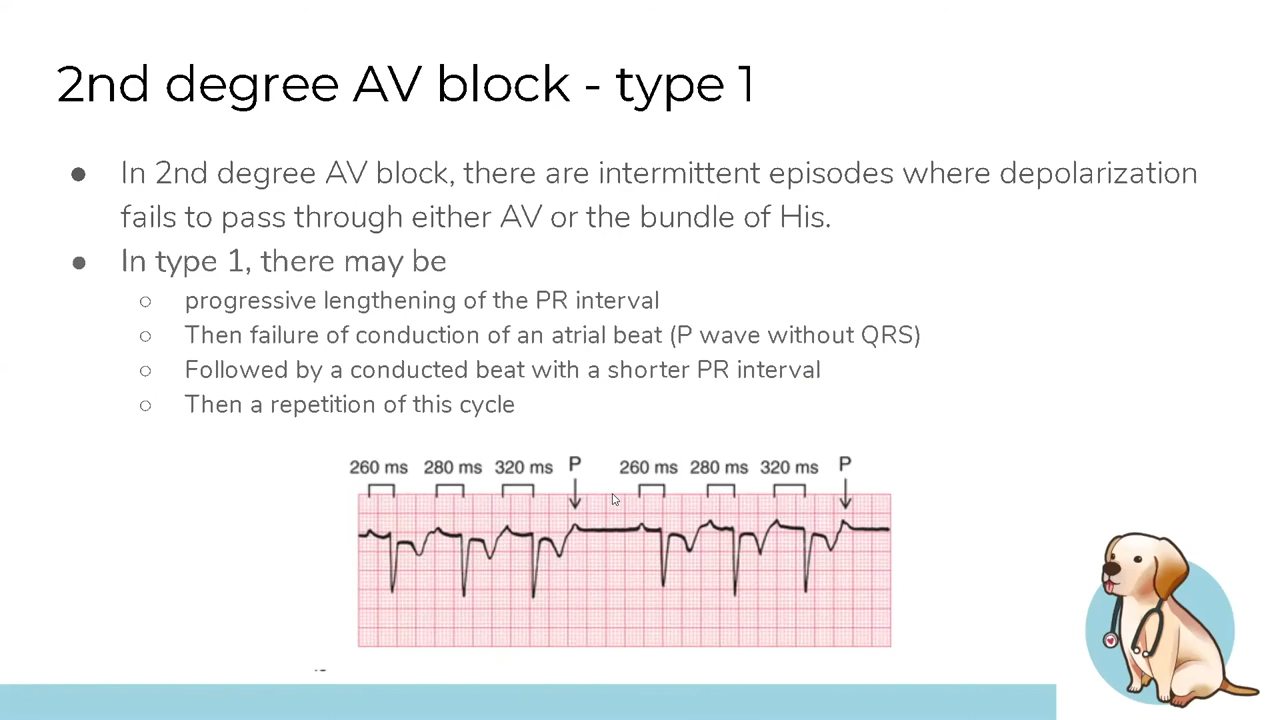 2nd degree AV block - type 1
● In 2nd degree AV block, there are intermittent episodes where depolarization
fails to pass through either AV or the bundle of His.
● In type 1, there may be
○ progressive lengthening of the PR interval
○ Then failure of conduction of an atrial beat (P wave without QRS)
○ Followed by a conducted beat with a shorter PR interval
○ Then a repetition of this cycle
260 ms 280 ms 320 ms P 260 ms 280 ms 320 ms P